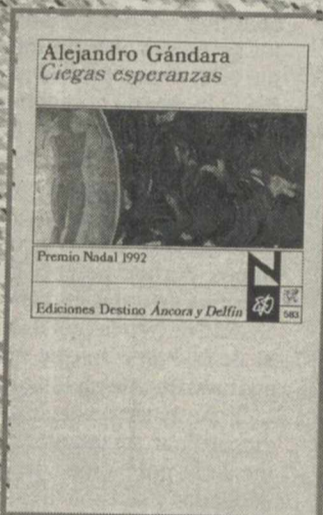 Alejandro Gándara
Ciegas esperanzas
Premio Nadal 1992
N
Ediciones Destino Áncora y Delfín
583